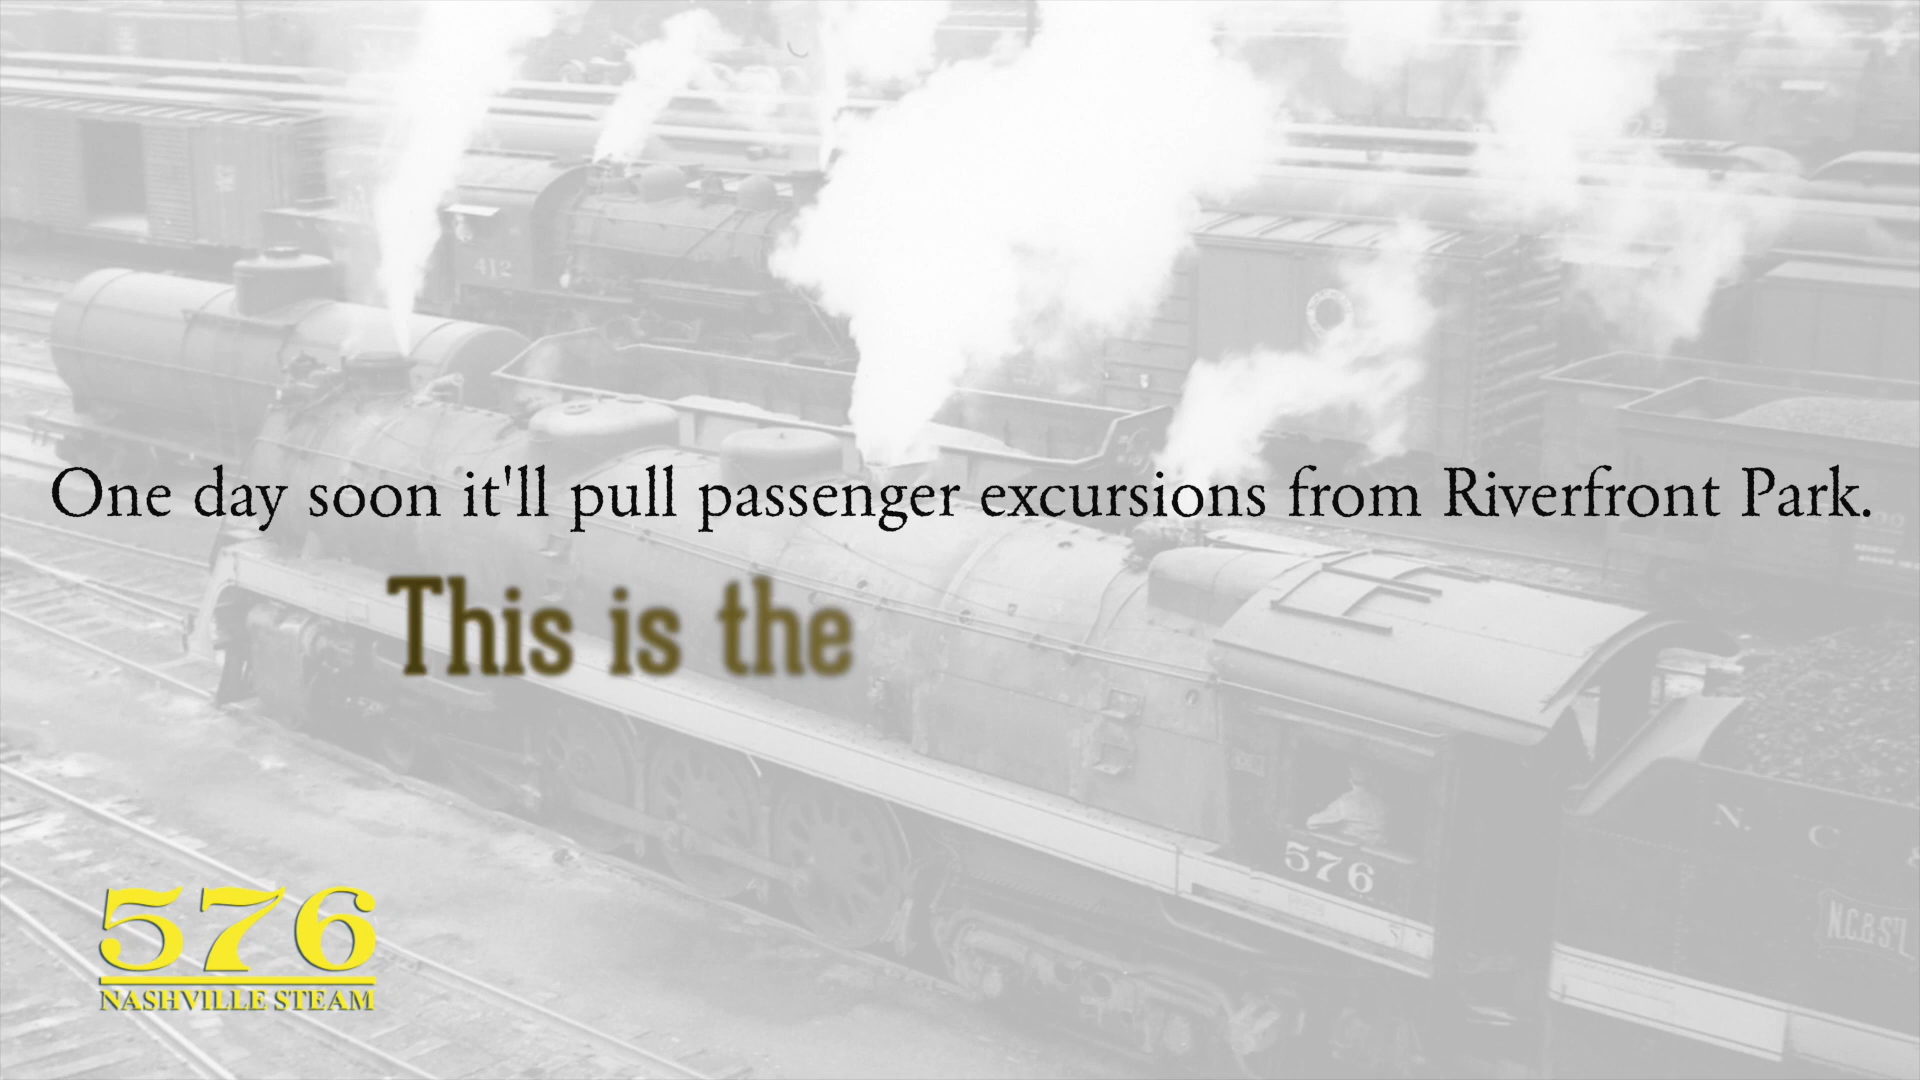 412
One day soon it'll pull passenger excursions from Riverfront Park.
This is the
576
N. C. &
N.C.&St.L
576
NASHVILLE STEAM